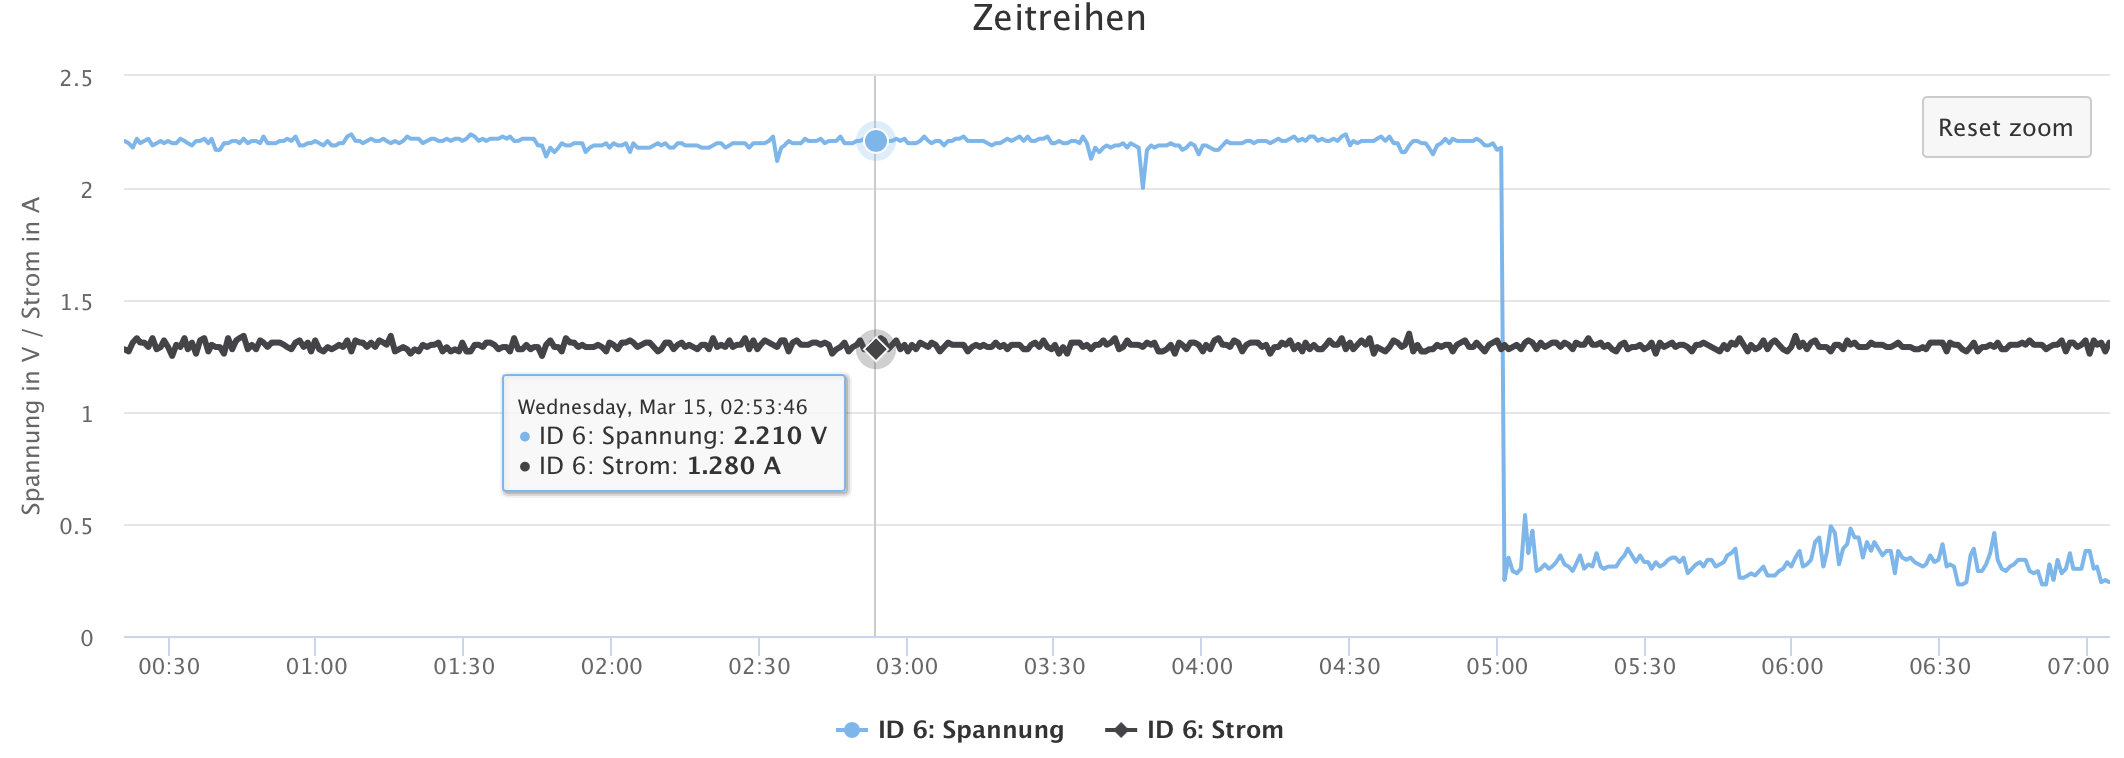 Zeitreihen
Spannung in V / Strom in A
2.5
2
1.5
1
0.5
0
Reset zoom
Wednesday, Mar 15, 02:53:46
ID 6: Spannung: 2.210 V
ID 6: Strom: 1.280 A
00:30 01:00 01:30 02:00 02:30 03:00 03:30 04:00 04:30 05:00 05:30 06:00 06:30 07:00
ID 6: Spannung ID 6: Strom